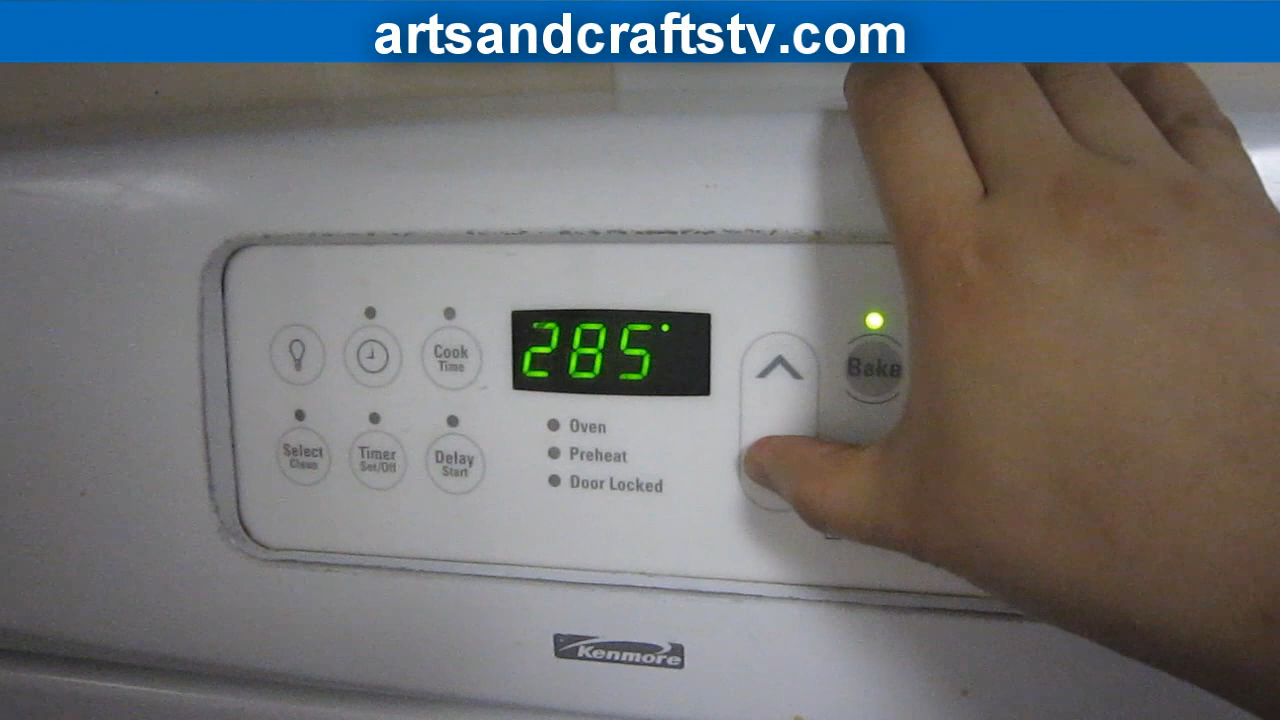 artsandcraftstv.com
285°
Cook
Time
Bake
Select
Clean
Timer
Set/Off
Delay
Start
Oven
Preheat
Door Locked
Kenmore